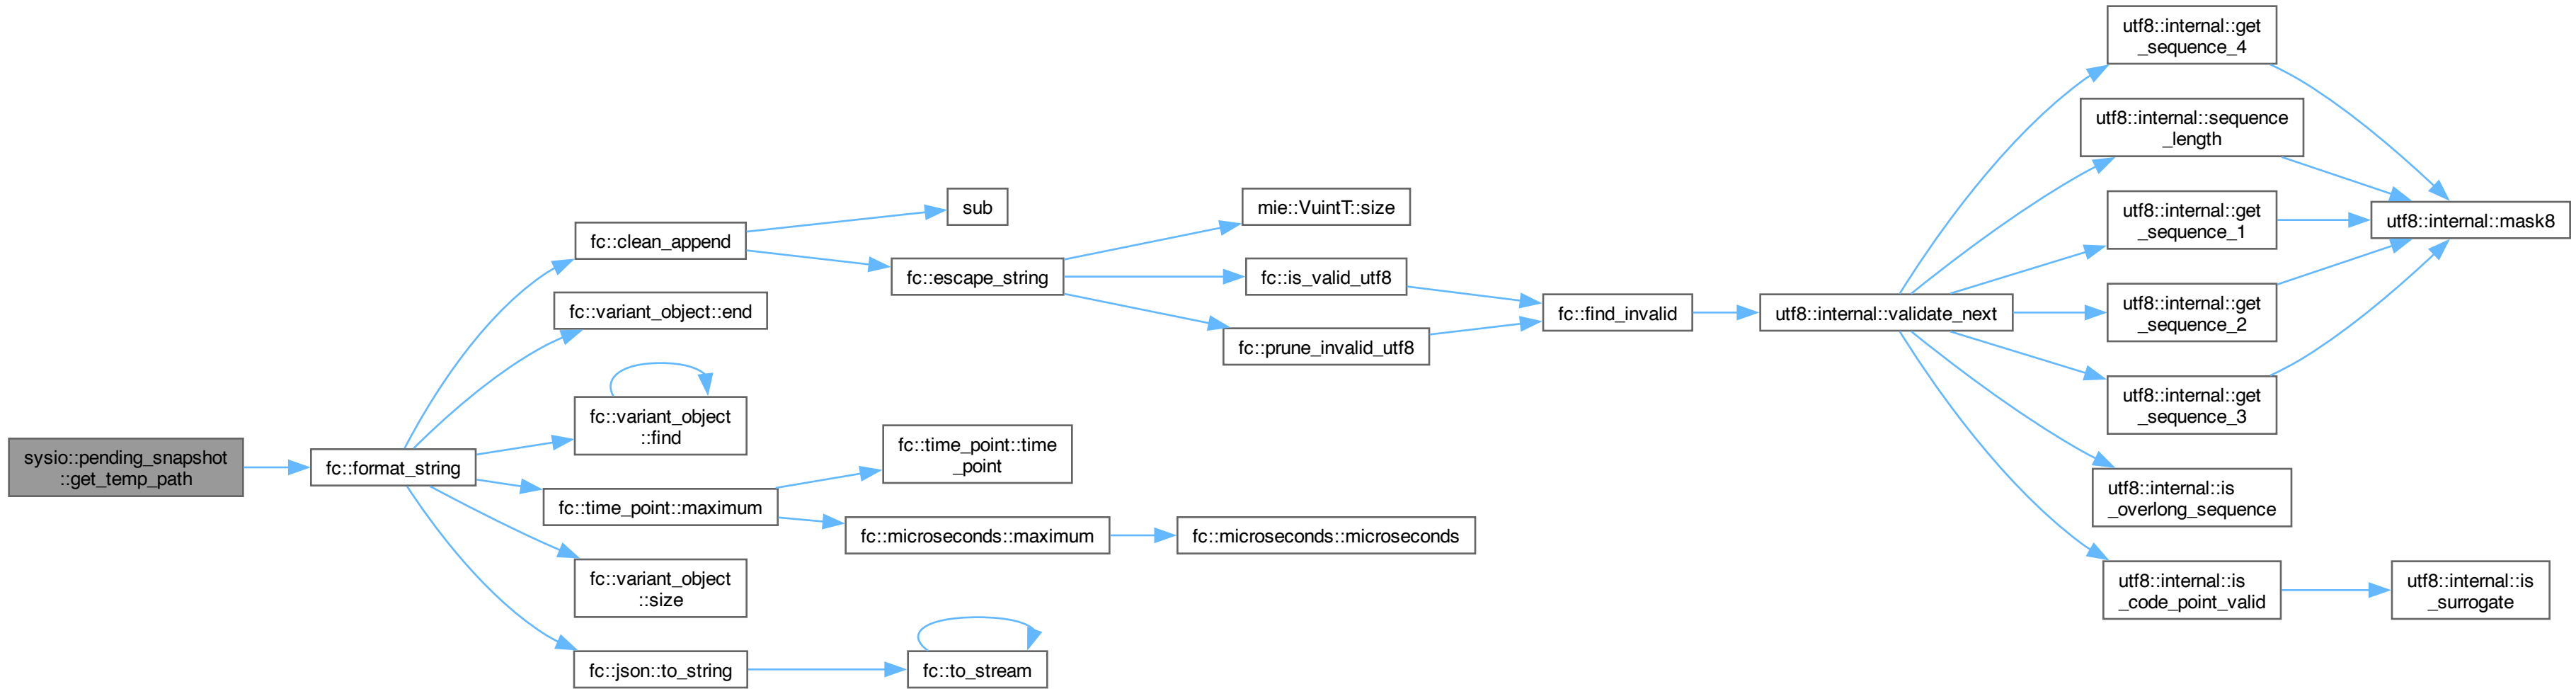 sysio::pending_snapshot
::get_temp_path
fc::format_string
fc::clean_append
sub
fc::escape_string
mie::VuintT::size
fc::is_valid_utf8
fc::prune_invalid_utf8
fc::find_invalid
utf8::internal::validate_next
utf8::internal::get
_sequence_4
utf8::internal::sequence
_length
utf8::internal::get
_sequence_1
utf8::internal::get
_sequence_2
utf8::internal::get
_sequence_3
utf8::internal::mask8
utf8::internal::is
_overlong_sequence
utf8::internal::is
_code_point_valid
utf8::internal::is
_surrogate
fc::variant_object::end
fc::variant_object
::find
fc::time_point::maximum
fc::time_point::time
_point
fc::microseconds::maximum
fc::microseconds::microseconds
fc::variant_object
::size
fc::json::to_string
fc::to_stream